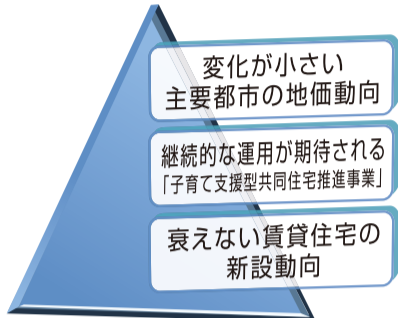 変化が小さい
主要都市の地価動向
継続的な運用が期待される
「子育て支援型共同住宅推進事業」
衰えない賃貸住宅の
新設動向